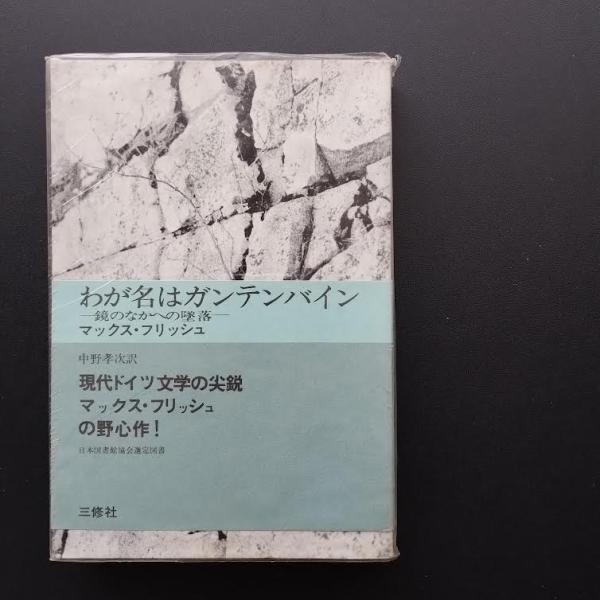 わが名はガンテンバイン
―鏡のなかへの墜落―
マックス・フリッシュ
中野孝次訳
現代ドイツ文学の尖鋭
マックス・フリッシュ
の野心作!
日本図書館協会選定図書
三修社